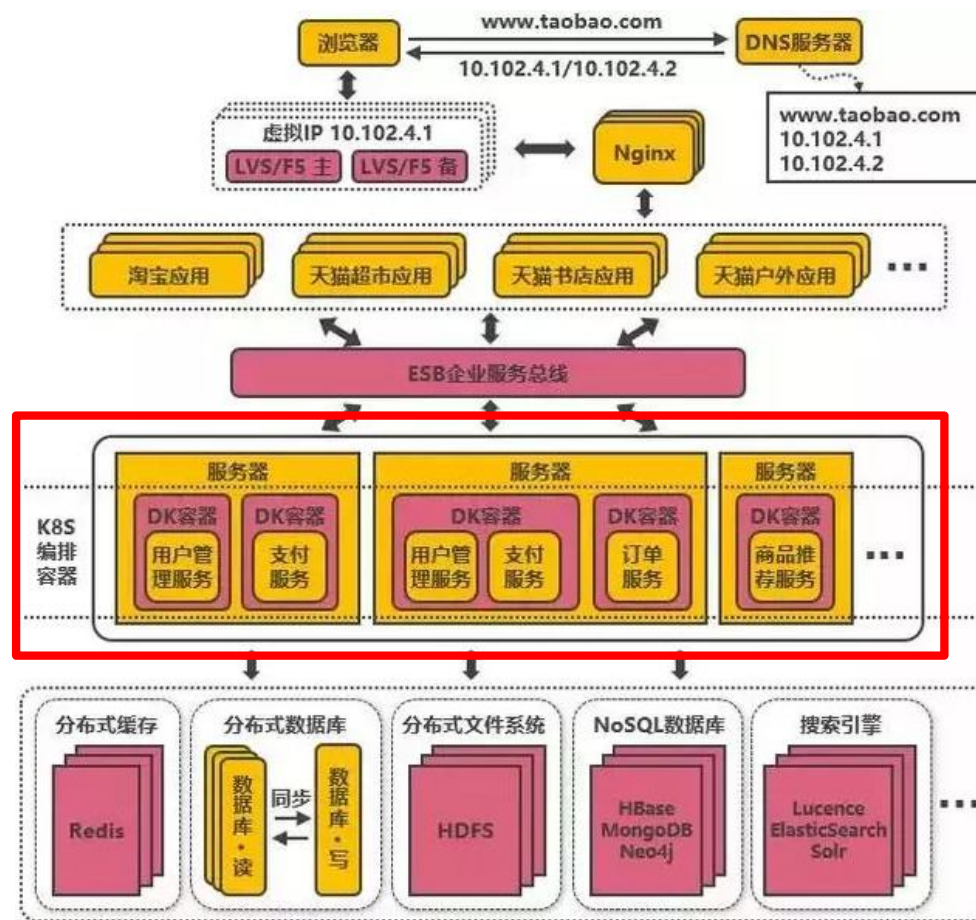 www.taobao.com
浏览器
DNS服务器
10.102.4.1/10.102.4.2
www.taobao.com
10.102.4.1
10.102.4.2
虚拟IP 10.102.4.1
LVS/F5 主
LVS/F5 备
Nginx
淘宝应用
天猫超市应用
天猫书店应用
天猫户外应用
ESB企业服务总线
K8S
编排
容器
服务器
DK容器
用户管
理服务
DK容器
支付
服务
服务器
DK容器
用户管
理服务
支付
服务
DK容器
订单
服务
服务器
DK容器
商品推
荐服务
分布式缓存
Redis
分布式数据库
数据库·读
同步
数据库·写
分布式文件系统
HDFS
NoSQL数据库
HBase
MongoDB
Neo4j
搜索引擎
Lucence
ElasticSearch
Solr